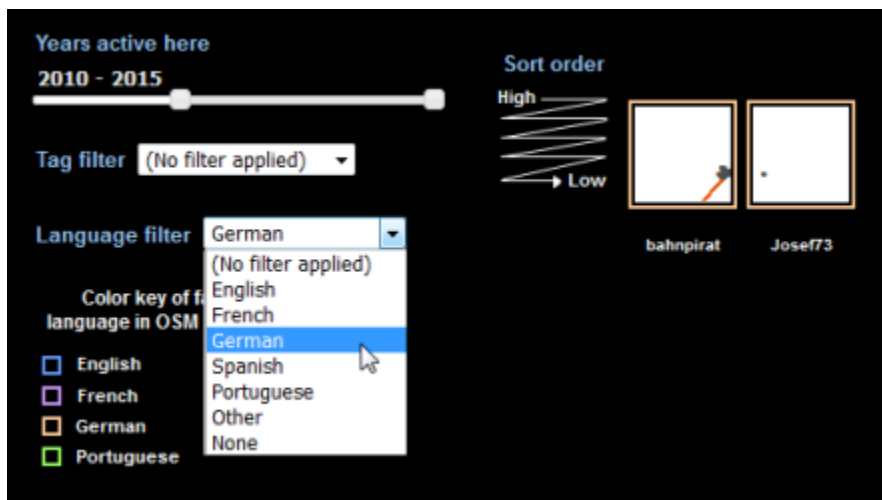 Years active here
2010 - 2015
Tag filter (No filter applied)
Language filter German
(No filter applied)
English
French
German
Spanish
Portuguese
Other
None
Color key of
language in OSM
English
French
German
Portuguese
Sort order
High
Low
bahnpirat
Josef73